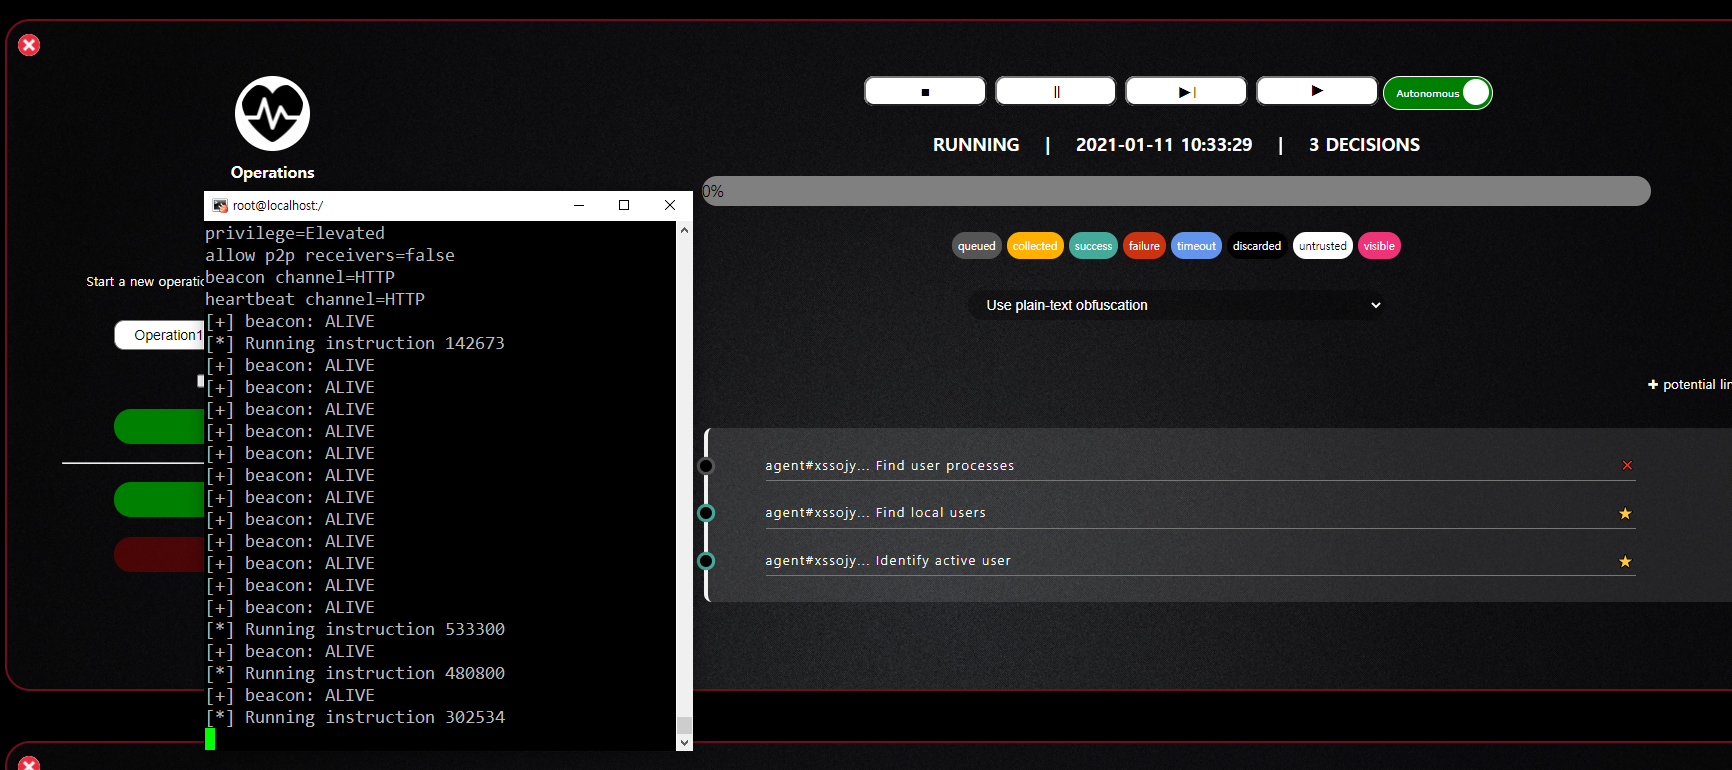 Autonomous
RUNNING | 2021-01-11 10:33:29 | 3 DECISIONS
Operations
0%
root@localhost:/
privilege=Elevated
allow p2p receivers=false
beacon channel=HTTP
heartbeat channel=HTTP
[+] beacon: ALIVE
[*] Running instruction 142673
[+] beacon: ALIVE
[+] beacon: ALIVE
[+] beacon: ALIVE
[+] beacon: ALIVE
[+] beacon: ALIVE
[+] beacon: ALIVE
[+] beacon: ALIVE
[+] beacon: ALIVE
[+] beacon: ALIVE
[+] beacon: ALIVE
[+] beacon: ALIVE
[+] beacon: ALIVE
[*] Running instruction 533300
[+] beacon: ALIVE
[*] Running instruction 480800
[+] beacon: ALIVE
[*] Running instruction 302534
Start a new operatio
Operation1
queued collected success failure timeout discarded untrusted visible
Use plain-text obfuscation
+ potential lin
agent#xssojy... Find user processes
agent#xssojy... Find local users
agent#xssojy... Identify active user